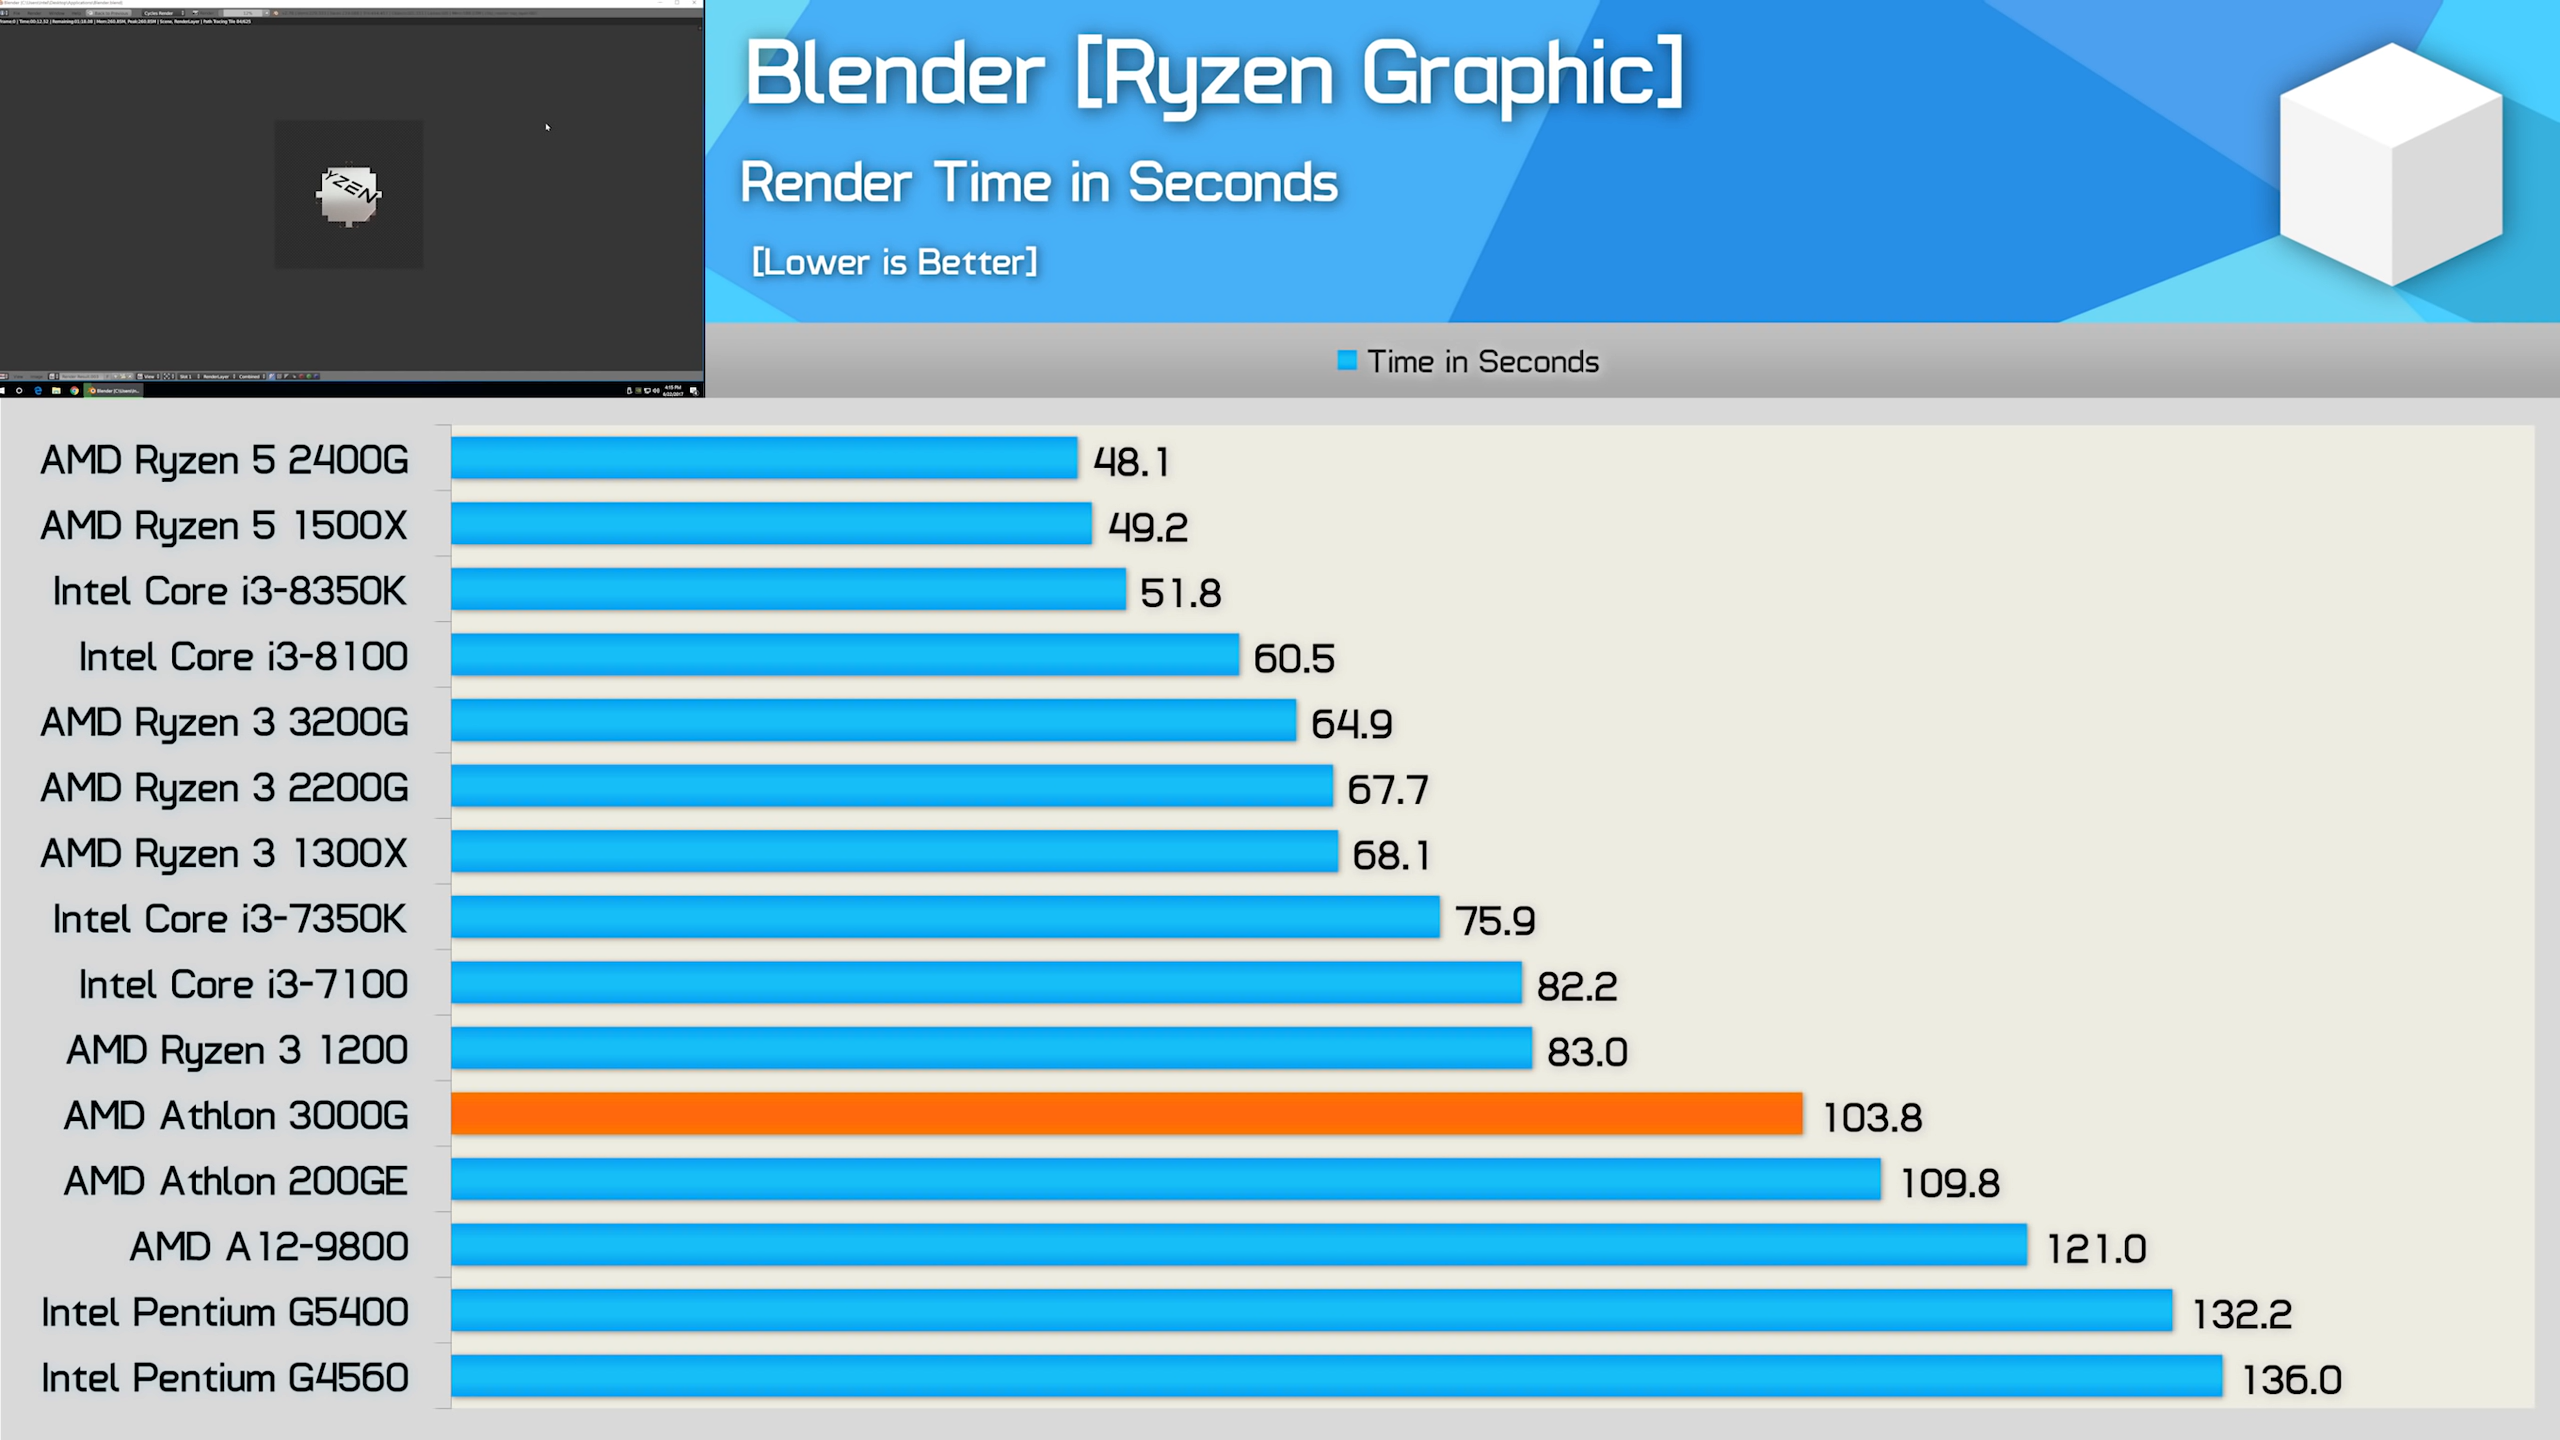 Blender [Ryzen Graphic]
Render Time in Seconds
[Lower is Better]
YZEN
Time in Seconds
AMD Ryzen 5 2400G 48.1
AMD Ryzen 5 1500X 49.2
Intel Core i3-8350K 51.8
Intel Core i3-8100 60.5
AMD Ryzen 3 3200G 64.9
AMD Ryzen 3 2200G 67.7
AMD Ryzen 3 1300X 68.1
Intel Core i3-7350K 75.9
Intel Core i3-7100 82.2
AMD Ryzen 3 1200 83.0
AMD Athlon 3000G 103.8
AMD Athlon 200GE 109.8
AMD A12-9800 121.0
Intel Pentium G5400 132.2
Intel Pentium G4560 136.0